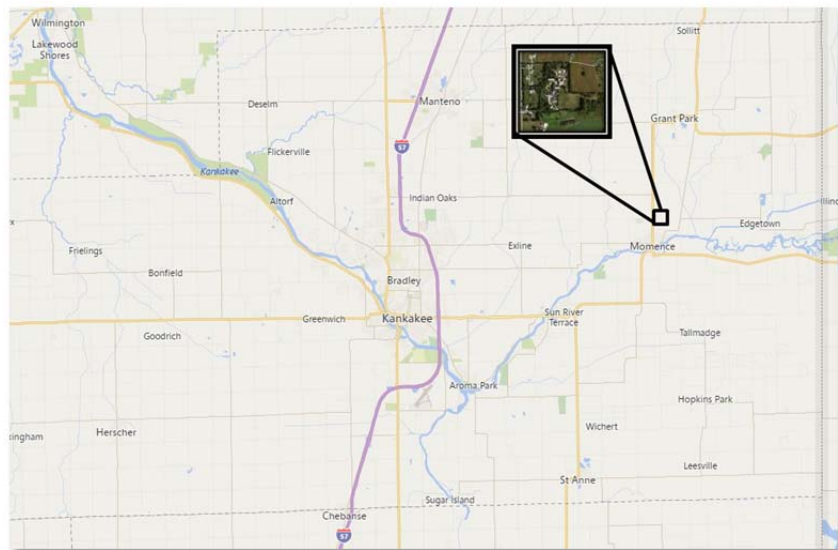 Wilmington
Lakewood
Shores
Sollitt
Deselm
Manteno
Grant Park
57
Flickerville
Kankakee
Altorf
Indian Oaks
Edgetown
Illin
Exline
Momence
Frielings
Bonfield
Bradley
Greenwich
Kankakee
Sun River
Terrace
Goodrich
Tallmadge
Aroma Park
Hopkins Park
kingham
Herscher
Wichert
Leesville
St Anne
Sugar Island
Chebanse
57